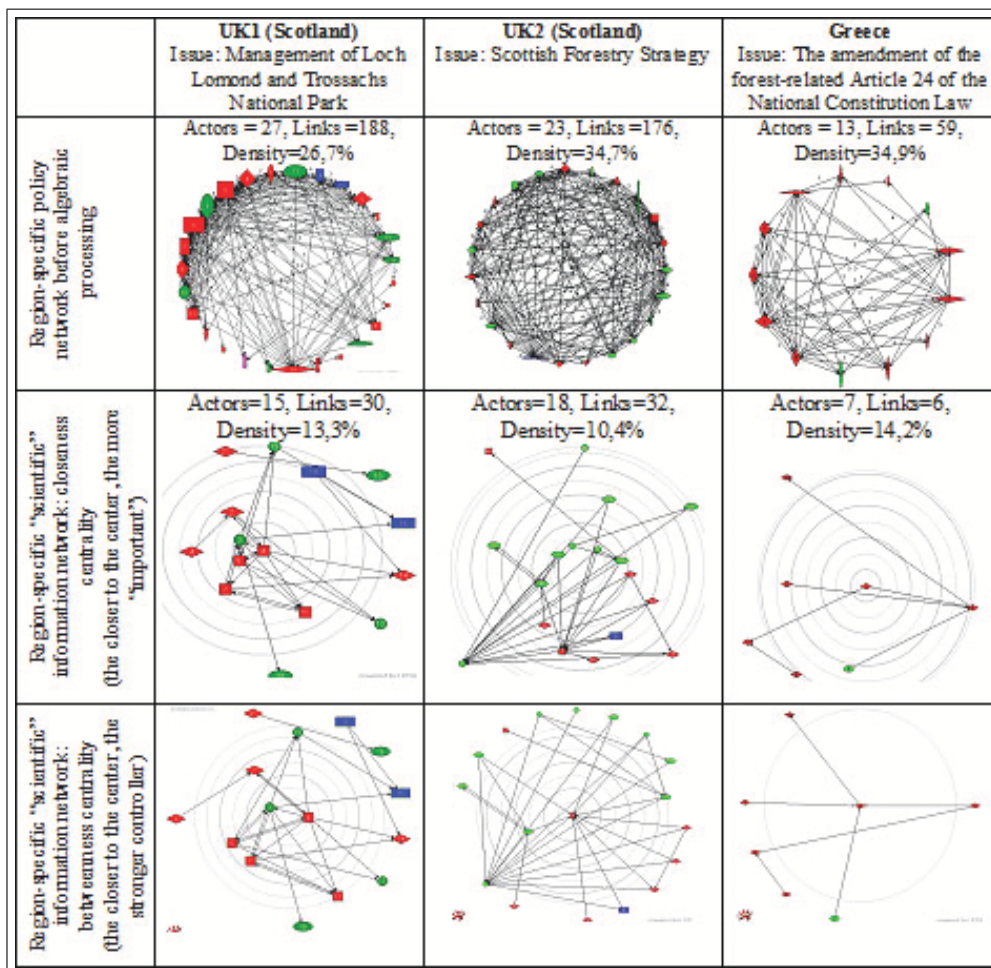 UK1 (Scotland)
Issue: Management of Loch
Lomond and Trossachs
National Park
UK2 (Scotland)
Issue: Scottish Forestry Strategy
Greece
Issue: The amendment of the
forest-related Article 24 of the
National Constitution Law
Region-specific policy
network before algebraic
processing
Actors = 27, Links =188,
Density=26,7%
Actors = 23, Links =176,
Density=34,7%
Actors = 13, Links = 59,
Density=34,9%
Region-specific "scientific"
information network: closeness
centrality
(the closer to the center, the more
"important")
Actors=15, Links=30,
Density=13,3%
Actors=18, Links=32,
Density=10,4%
Actors=7, Links=6,
Density=14,2%
Region-specific "scientific"
information network:
betweenness centrality
(the closer to the center, the
stronger controller)